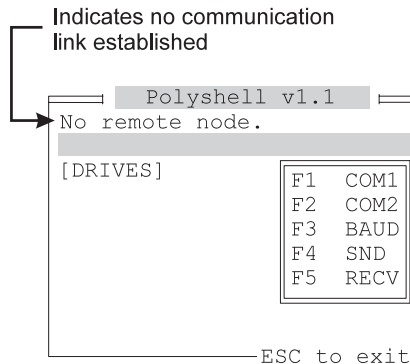 Indicates no communication
link established
Polyshell v1.1
No remote node.
[DRIVES]
F1 COM1
F2 COM2
F3 BAUD
F4 SND
F5 RECV
ESC to exit